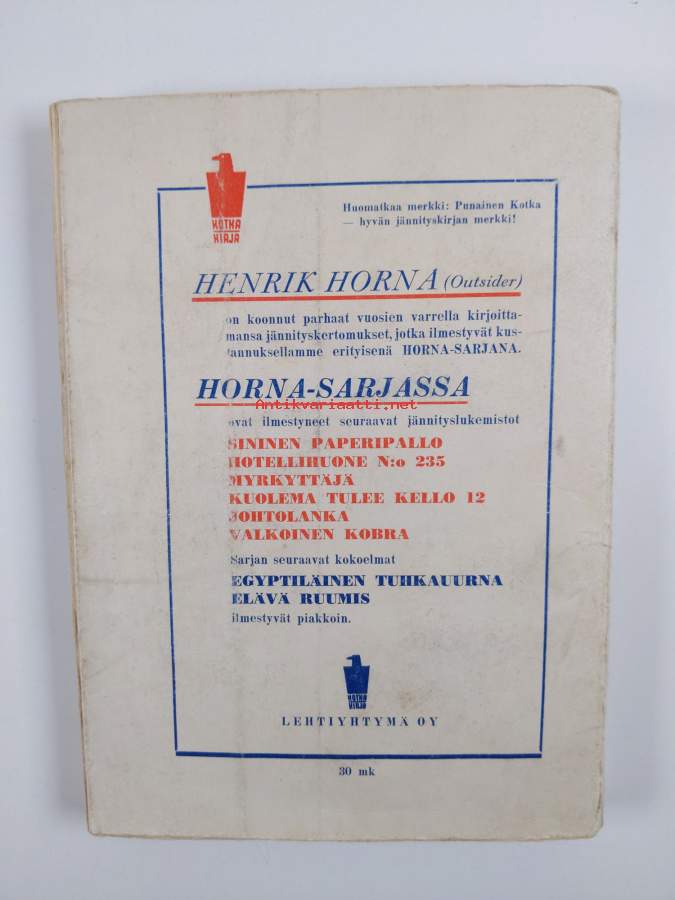 KOTKA
KIRJA
Huomatkaa merkki: Punainen Kotka
— hyvän jännityskirjan merkki!
HENRIK HORNA (Outsider)
on koonnut parhaat vuosien varrella kirjoitta-
mansa jännityskertomukset, jotka ilmestyvät kus-
tannuksellamme erityisenä HORNA-SARJANA.
HORNA-SARJASSA
Antikvariaatti.net
ovat ilmestyneet seuraavat jännityslukemistot
SININEN PAPERIPALLO
HOTELLIHUONE N:o 235
MYRKYTTÄJÄ
KUOLEMA TULEE KELLO 12
JOHTOLANKA
VALKOINEN KOBRA
Sarjan seuraavat kokoelmat
EGYPTILÄINEN TUHKAUURNA
ELÄVÄ RUUMIS
ilmestyvät piakkoin.
KOTKA
KIRJA
LEHTIYHTYMÄ OY
30 mk